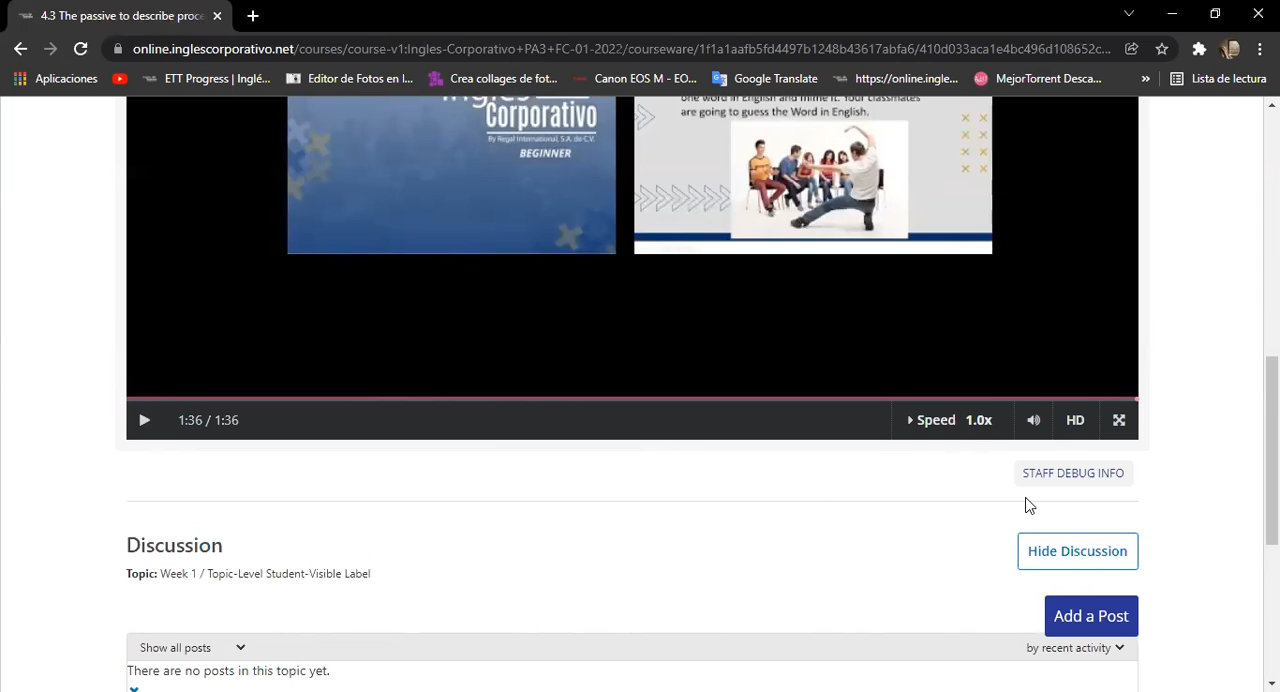 4.3 The passive to describe proce
online.inglescorporativo.net/courses/course-v1:Ingles-Corporativo+PA3+FC-01-2022/courseware/1f1a1aafb5fd4497b1248b43617abfa6/410d033aca1e4bc496d108652c...
Aplicaciones
ETT Progress | Inglé...
Editor de Fotos en l...
Crea collages de fot...
Canon EOS M - EO...
Google Translate
https://online.ingle...
MejorTorrent Desca...
»
Lista de lectura
Corporativo
By Regal International, S.A. de C.V.
BEGINNER
one word in English and mime it. Your classmates
are going to guess the Word in English.
1:36 / 1:36
Speed 1.0x
HD
STAFF DEBUG INFO
Discussion
Hide Discussion
Topic: Week 1 / Topic-Level Student-Visible Label
Add a Post
Show all posts
by recent activity
There are no posts in this topic yet.